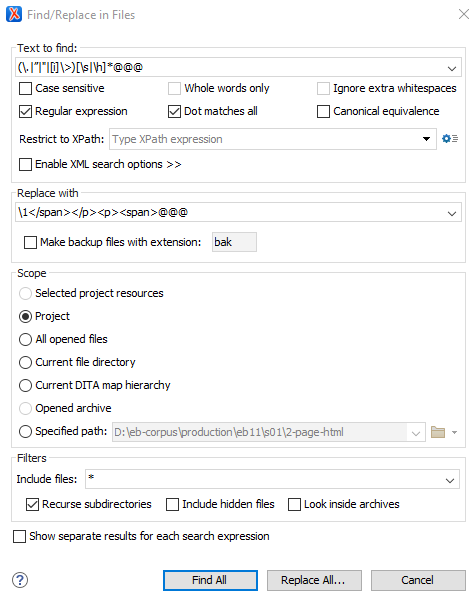 Find/Replace in Files
Text to find:
(\.|”|"|[j]\>)[\s|\h]*@@@
Case sensitive
Whole words only
Ignore extra whitespaces
Regular expression
Dot matches all
Canonical equivalence
Restrict to XPath:
Type XPath expression
Enable XML search options >>
Replace with
\1</span></p><p><span>@@@
Make backup files with extension:
bak
Scope
Selected project resources
Project
All opened files
Current file directory
Current DITA map hierarchy
Opened archive
Specified path:
D:\eb-corpus\production\eb11\s01\2-page-html
Filters
Include files:
*
Recurse subdirectories
Include hidden files
Look inside archives
Show separate results for each search expression
?
Find All
Replace All...
Cancel